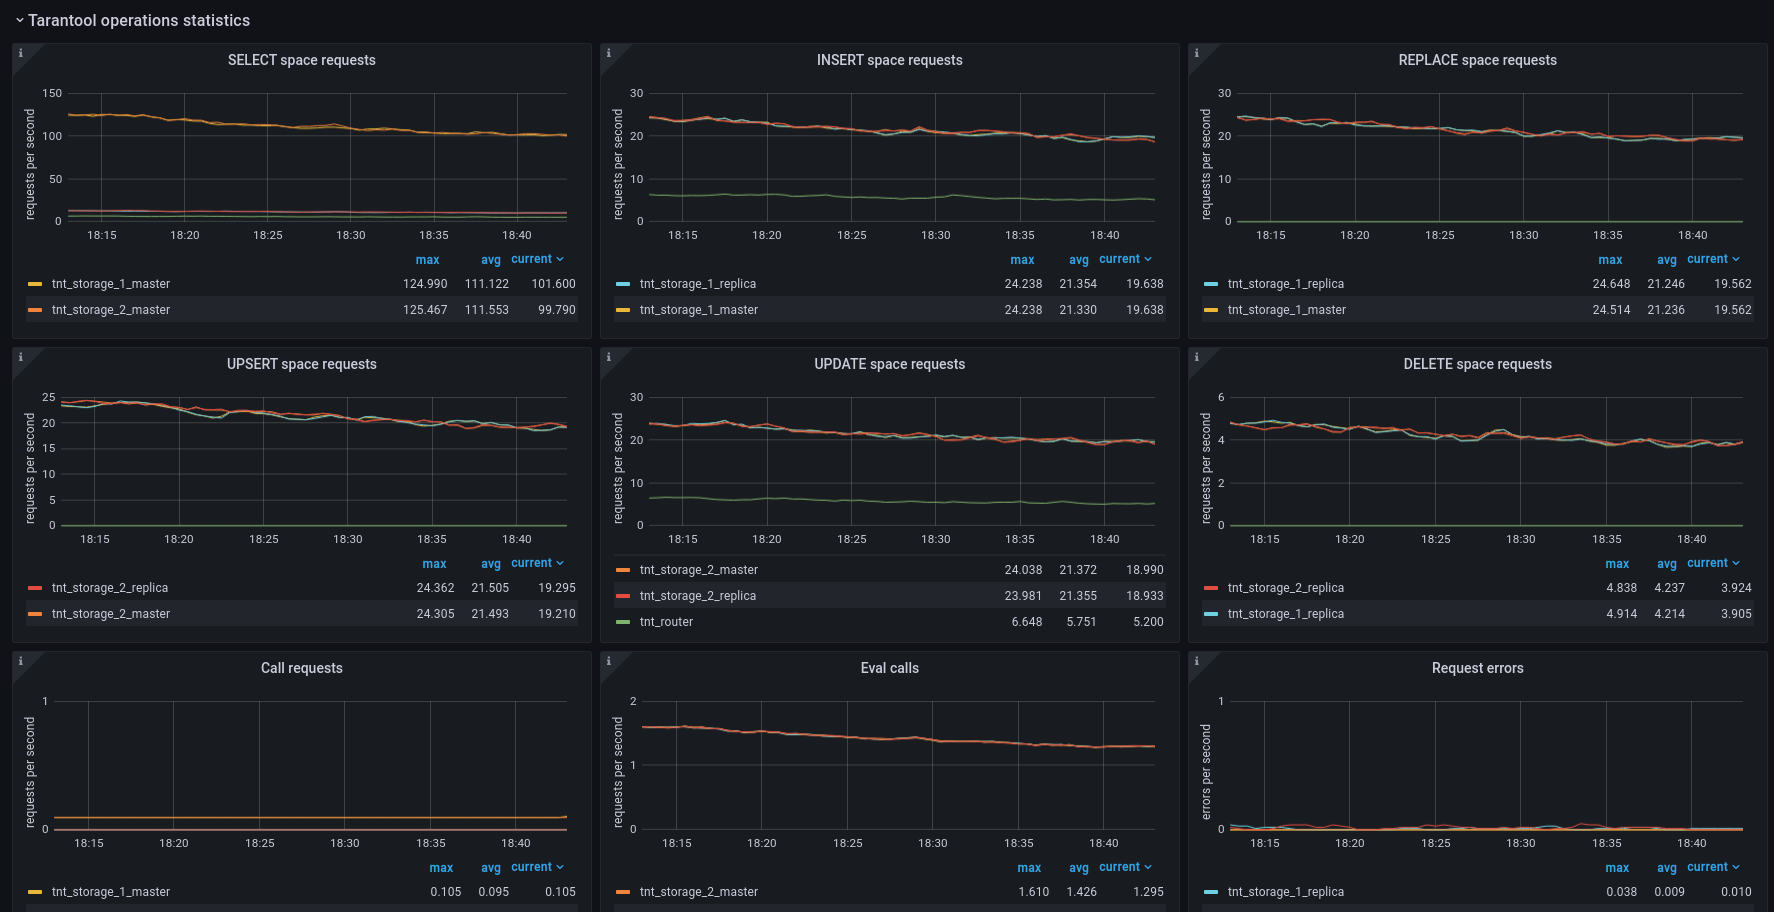 Tarantool operations statistics
SELECT space requests
requests per second
150
100
50
0
18:15 18:20 18:25 18:30 18:35 18:40
max avg current
tnt_storage_1_master 124.990 111.122 101.600
tnt_storage_2_master 125.467 111.553 99.790
INSERT space requests
requests per second
30
20
10
0
18:15 18:20 18:25 18:30 18:35 18:40
max avg current
tnt_storage_1_replica 24.238 21.354 19.638
tnt_storage_1_master 24.238 21.330 19.638
REPLACE space requests
requests per second
30
20
10
0
18:15 18:20 18:25 18:30 18:35 18:40
max avg current
tnt_storage_1_replica 24.648 21.246 19.562
tnt_storage_1_master 24.514 21.236 19.562
UPSERT space requests
requests per second
25
20
15
10
5
0
18:15 18:20 18:25 18:30 18:35 18:40
max avg current
tnt_storage_2_replica 24.362 21.505 19.295
tnt_storage_2_master 24.305 21.493 19.210
UPDATE space requests
requests per second
30
20
10
0
18:15 18:20 18:25 18:30 18:35 18:40
tnt_storage_2_master 24.038 21.372 18.990
tnt_storage_2_replica 23.981 21.355 18.933
tnt_router 6.648 5.751 5.200
DELETE space requests
requests per second
6
4
2
0
18:15 18:20 18:25 18:30 18:35 18:40
max avg current
tnt_storage_2_replica 4.838 4.237 3.924
tnt_storage_1_replica 4.914 4.214 3.905
Call requests
requests per second
1
0
18:15 18:20 18:25 18:30 18:35 18:40
max avg current
tnt_storage_1_master 0.105 0.095 0.105
Eval calls
requests per second
2
1
0
18:15 18:20 18:25 18:30 18:35 18:40
max avg current
tnt_storage_2_master 1.610 1.426 1.295
Request errors
errors per second
1
0
18:15 18:20 18:25 18:30 18:35 18:40
max avg current
tnt_storage_1_replica 0.038 0.009 0.010